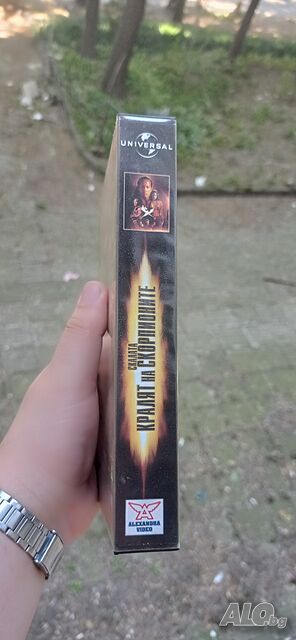 UNIVERSAL
СКАЛАТА
КРАЛЯТ НА СКОРПИОНИТЕ
ALEXANDRA
VIDEO
ALO.bg